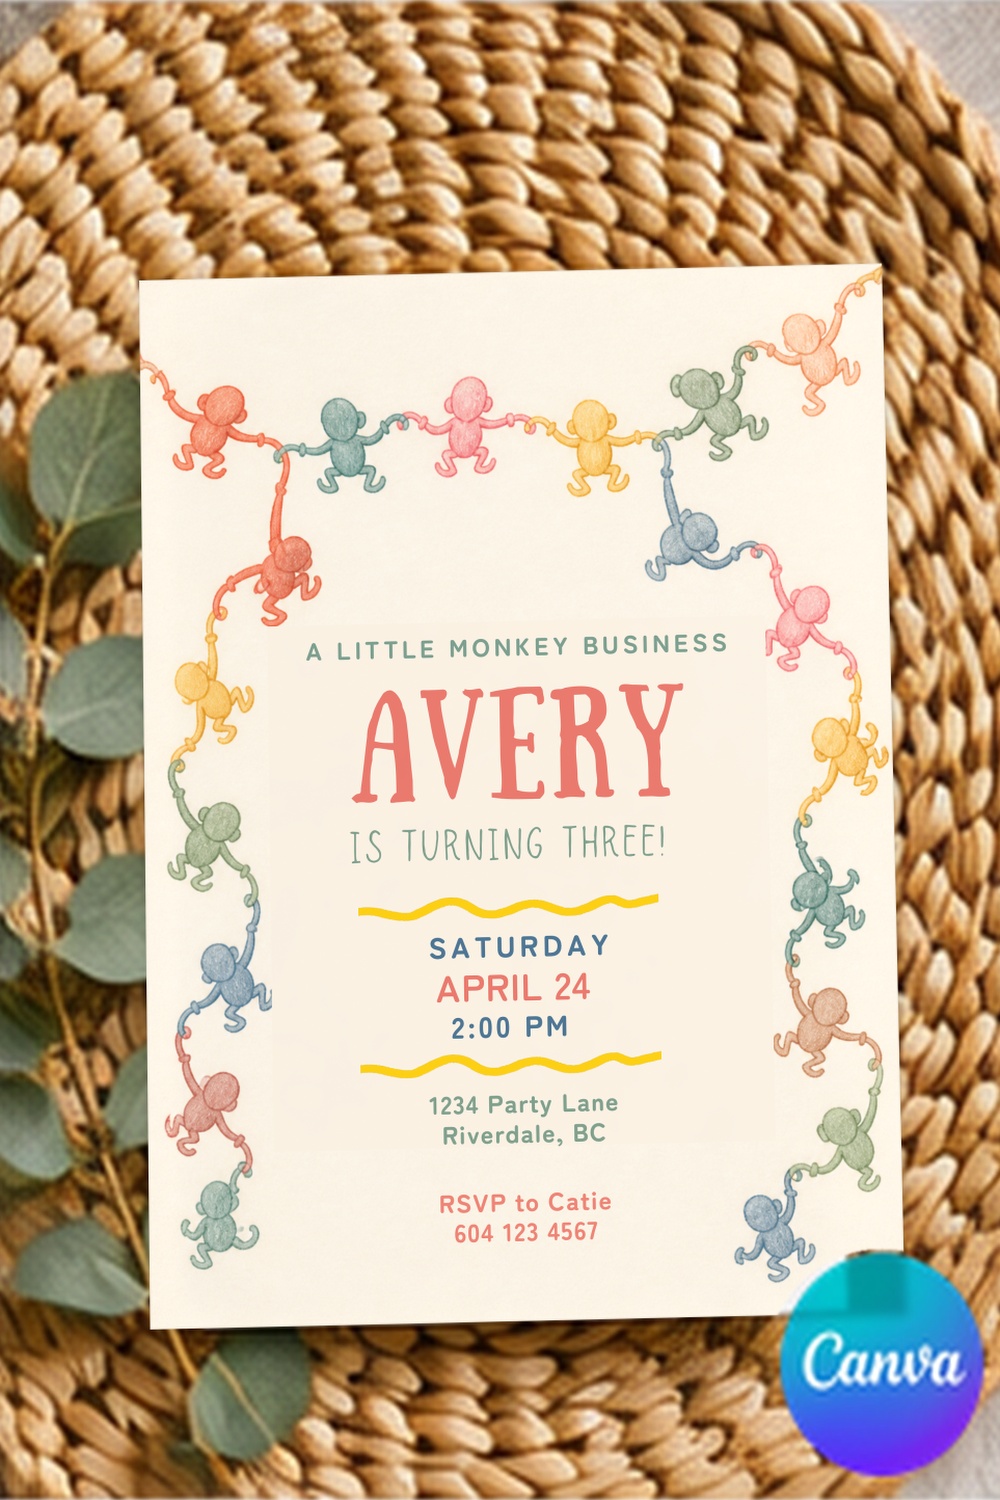 A LITTLE MONKEY BUSINESS
AVERY
IS TURNING THREE!
SATURDAY
APRIL 24
2:00 PM
1234 Party Lane
Riverdale, BC
RSVP to Catie
604 123 4567
Canva